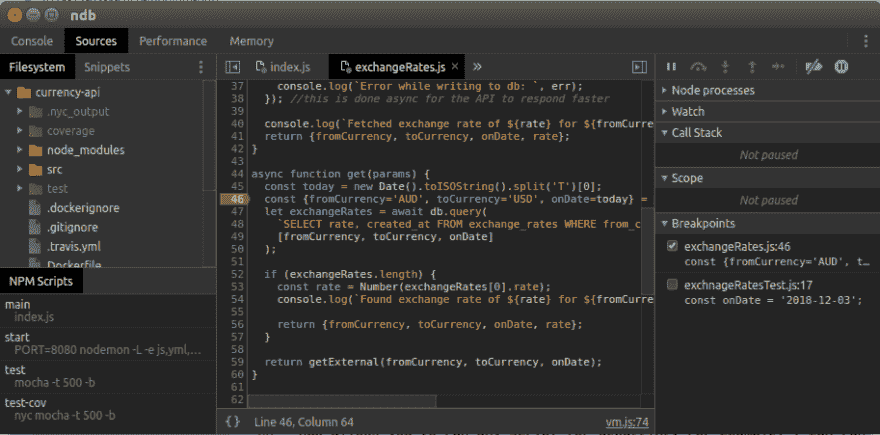 ndb
Console Sources Performance Memory
Filesystem Snippets
currency-api
.nyc_output
coverage
node_modules
src
test
.dockerignore
.gitignore
.travis.yml
Dockerfile
NPM Scripts
main
index.js
start
PORT=8080 nodemon -L -e js,yml,…
test
mocha -t 500 -b
test-cov
nyc mocha -t 500 -b
index.js exchangeRates.js × »
37 console.log(`Error while writing to db: `, err);
38 }); //this is done async for the API to respond faster
39
40 console.log(`Fetched exchange rate of ${rate} for ${fromCurre
41 return {fromCurrency, toCurrency, onDate, rate};
42 }
43
44 async function get(params) {
45 const today = new Date().toISOString().split('T')[0];
46 const {fromCurrency='AUD', toCurrency='USD', onDate=today} =
47 let exchangeRates = await db.query(
48 `SELECT rate, created_at FROM exchange_rates WHERE from_c
49 [fromCurrency, toCurrency, onDate]
50 );
51
52 if (exchangeRates.length) {
53 const rate = Number(exchangeRates[0].rate);
54 console.log(`Found exchange rate of ${rate} for ${fromCurre
55
56 return {fromCurrency, toCurrency, onDate, rate};
57 }
58
59 return getExternal(fromCurrency, toCurrency, onDate);
60 }
61
62
{} Line 46, Column 64 vm.js:74
Node processes
Watch
Call Stack
Not paused
Scope
Not paused
Breakpoints
exchangeRates.js:46
const {fromCurrency='AUD', t…
exchnageRatesTest.js:17
const onDate = '2018-12-03';